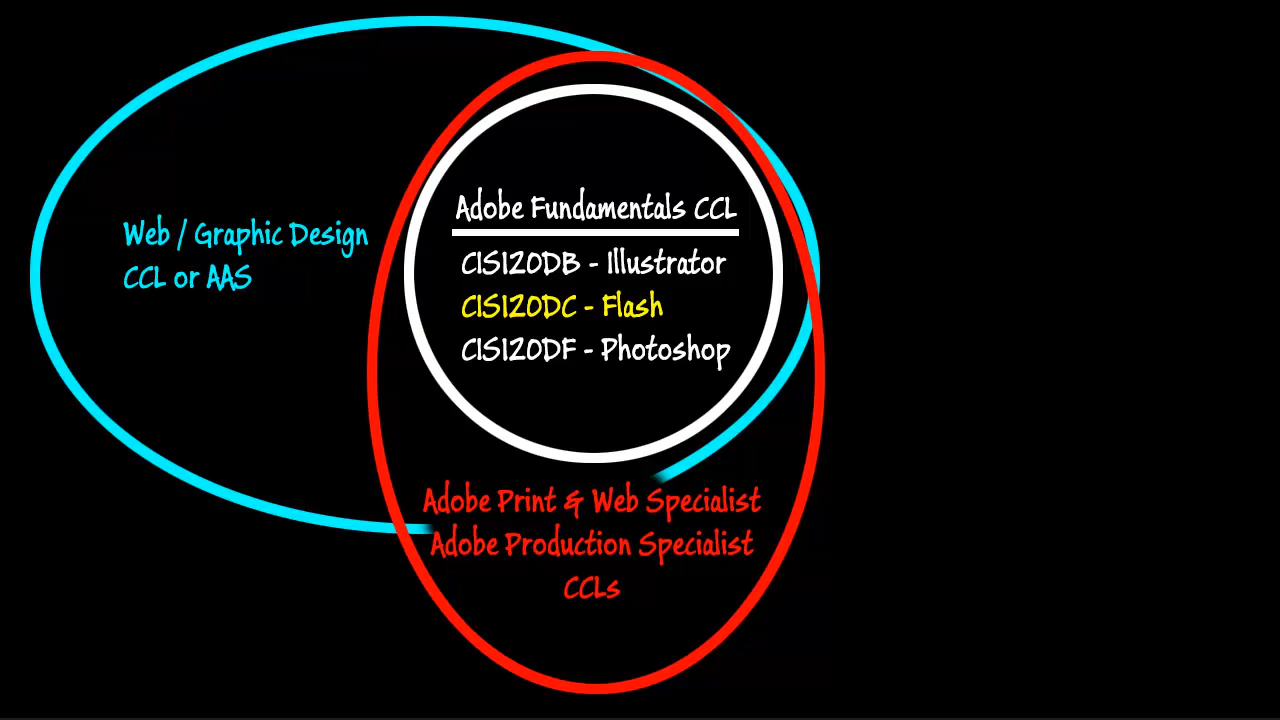 Adobe Fundamentals CCL
CIS120DB - Illustrator
CIS120DC - Flash
CIS120DF - Photoshop
Web / Graphic Design
CCL or AAS
Adobe Print & Web Specialist
Adobe Production Specialist
CCLs